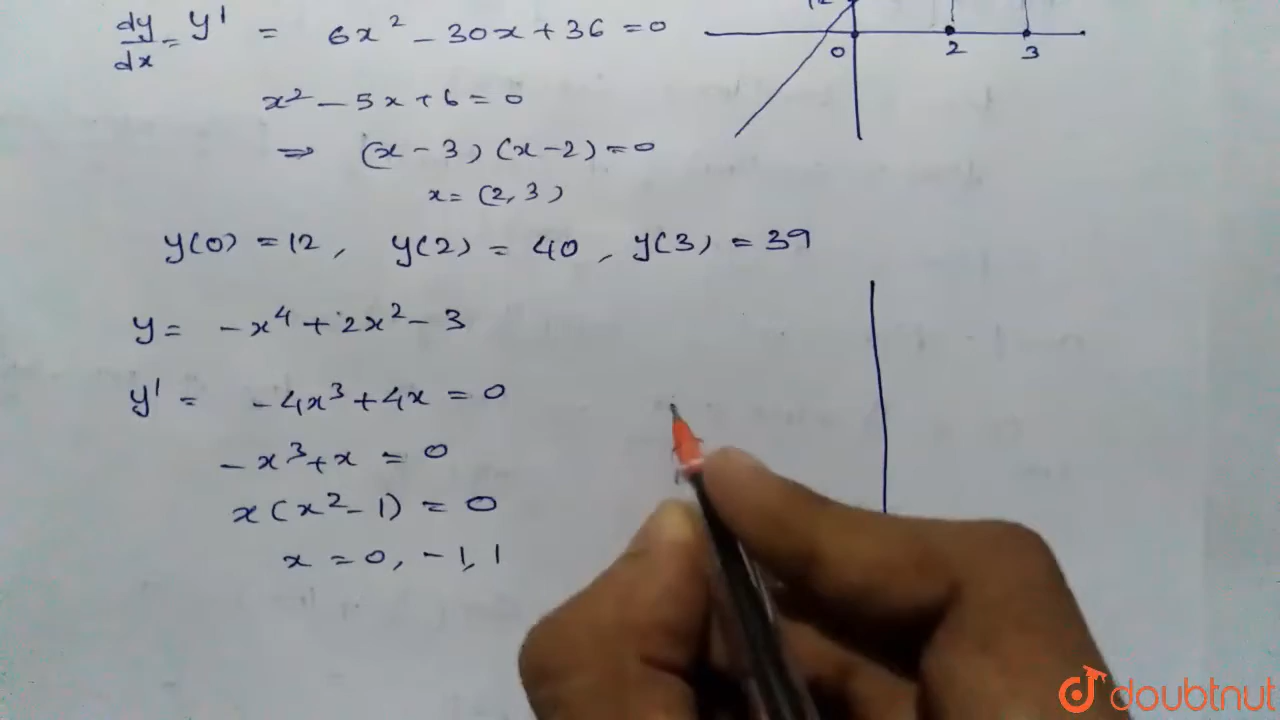 dy/dx = y' = 6x² - 30x + 36 = 0
x² - 5x + 6 = 0
⇒ (x - 3) (x - 2) = 0
x = (2, 3)
y(0) = 12, y(2) = 40, y(3) = 39
y = -x⁴ + 2x² - 3
y' = -4x³ + 4x = 0
-x³ + x = 0
x(x² - 1) = 0
x = 0, -1, 1
0 2 3
doubtnut